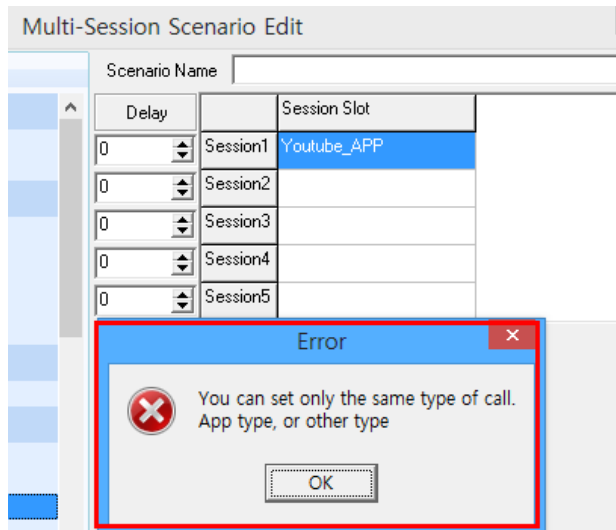 Multi-Session Scenario Edit
Scenario Name
Delay Session Slot
0 Session1 Youtube_APP
0 Session2
0 Session3
0 Session4
0 Session5
Error
You can set only the same type of call.
App type, or other type
OK